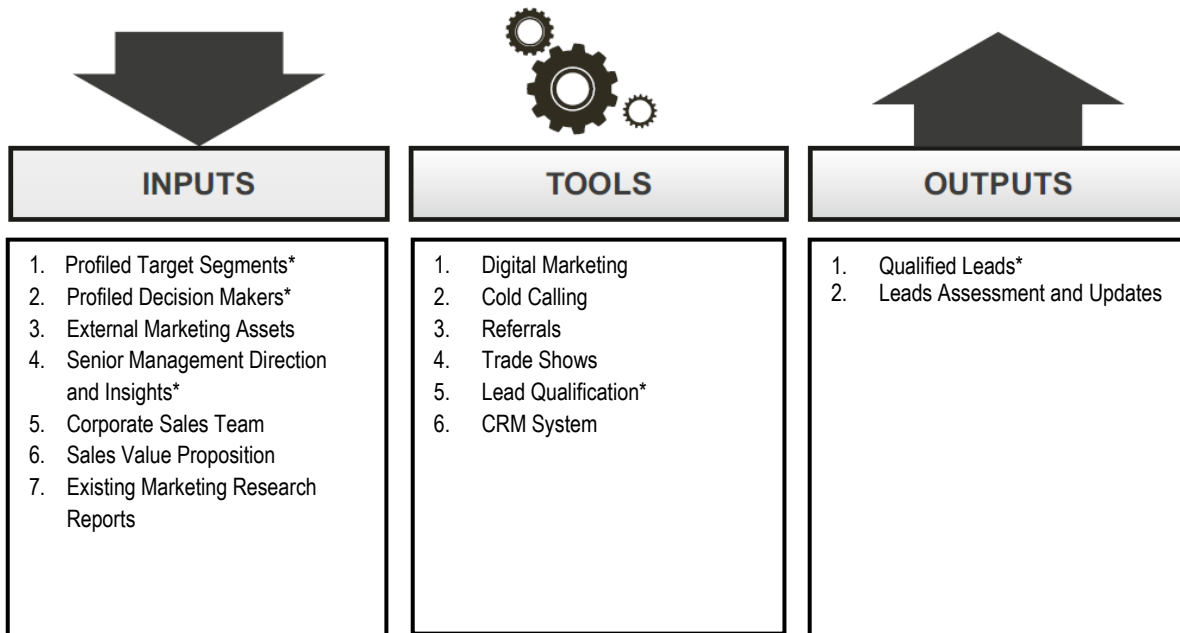 INPUTS
1. Profiled Target Segments*
2. Profiled Decision Makers*
3. External Marketing Assets
4. Senior Management Direction
and Insights*
5. Corporate Sales Team
6. Sales Value Proposition
7. Existing Marketing Research
Reports
TOOLS
1. Digital Marketing
2. Cold Calling
3. Referrals
4. Trade Shows
5. Lead Qualification*
6. CRM System
OUTPUTS
1. Qualified Leads*
2. Leads Assessment and Updates